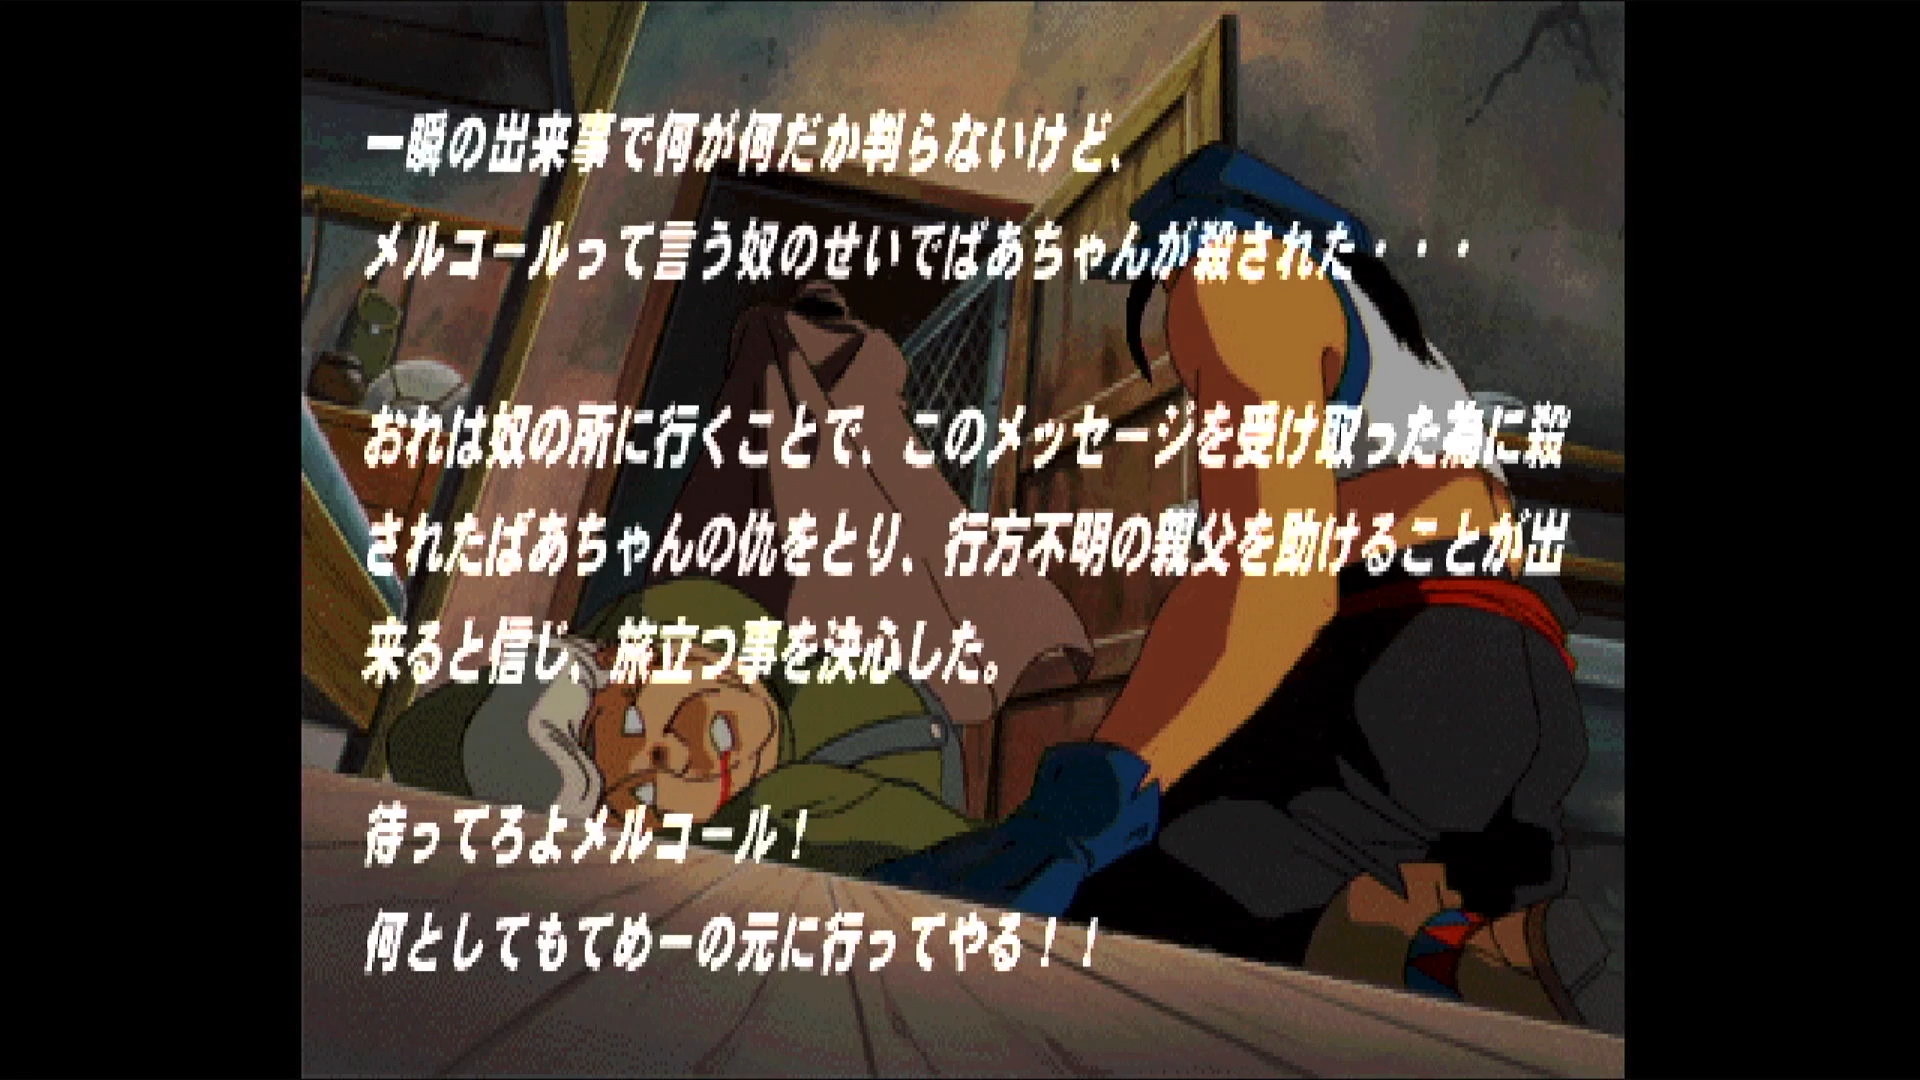 一瞬の出来事で何が何だか判らないけど、
メルコールって言う奴のせいでばあちゃんが殺された・・・
おれは奴の所に行くことで、このメッセージを受け取った為に殺
されたばあちゃんの仇をとり、行方不明の親父を助けることが出
来ると信じ、旅立つ事を決心した。
待ってろよメルコール！
何としてもてめーの元に行ってやる！！